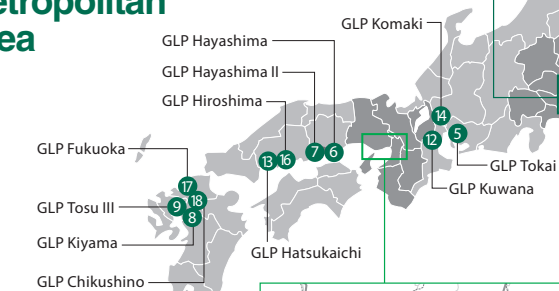 etropolitan
ea
GLP Komaki
GLP Hayashima
GLP Hayashima II
GLP Hiroshima
14
5
12
7
6
13
16
GLP Fukuoka
GLP Tokai
GLP Kuwana
17
18
9
8
GLP Tosu III
GLP Kiyama
GLP Hatsukaichi
GLP Chikushino